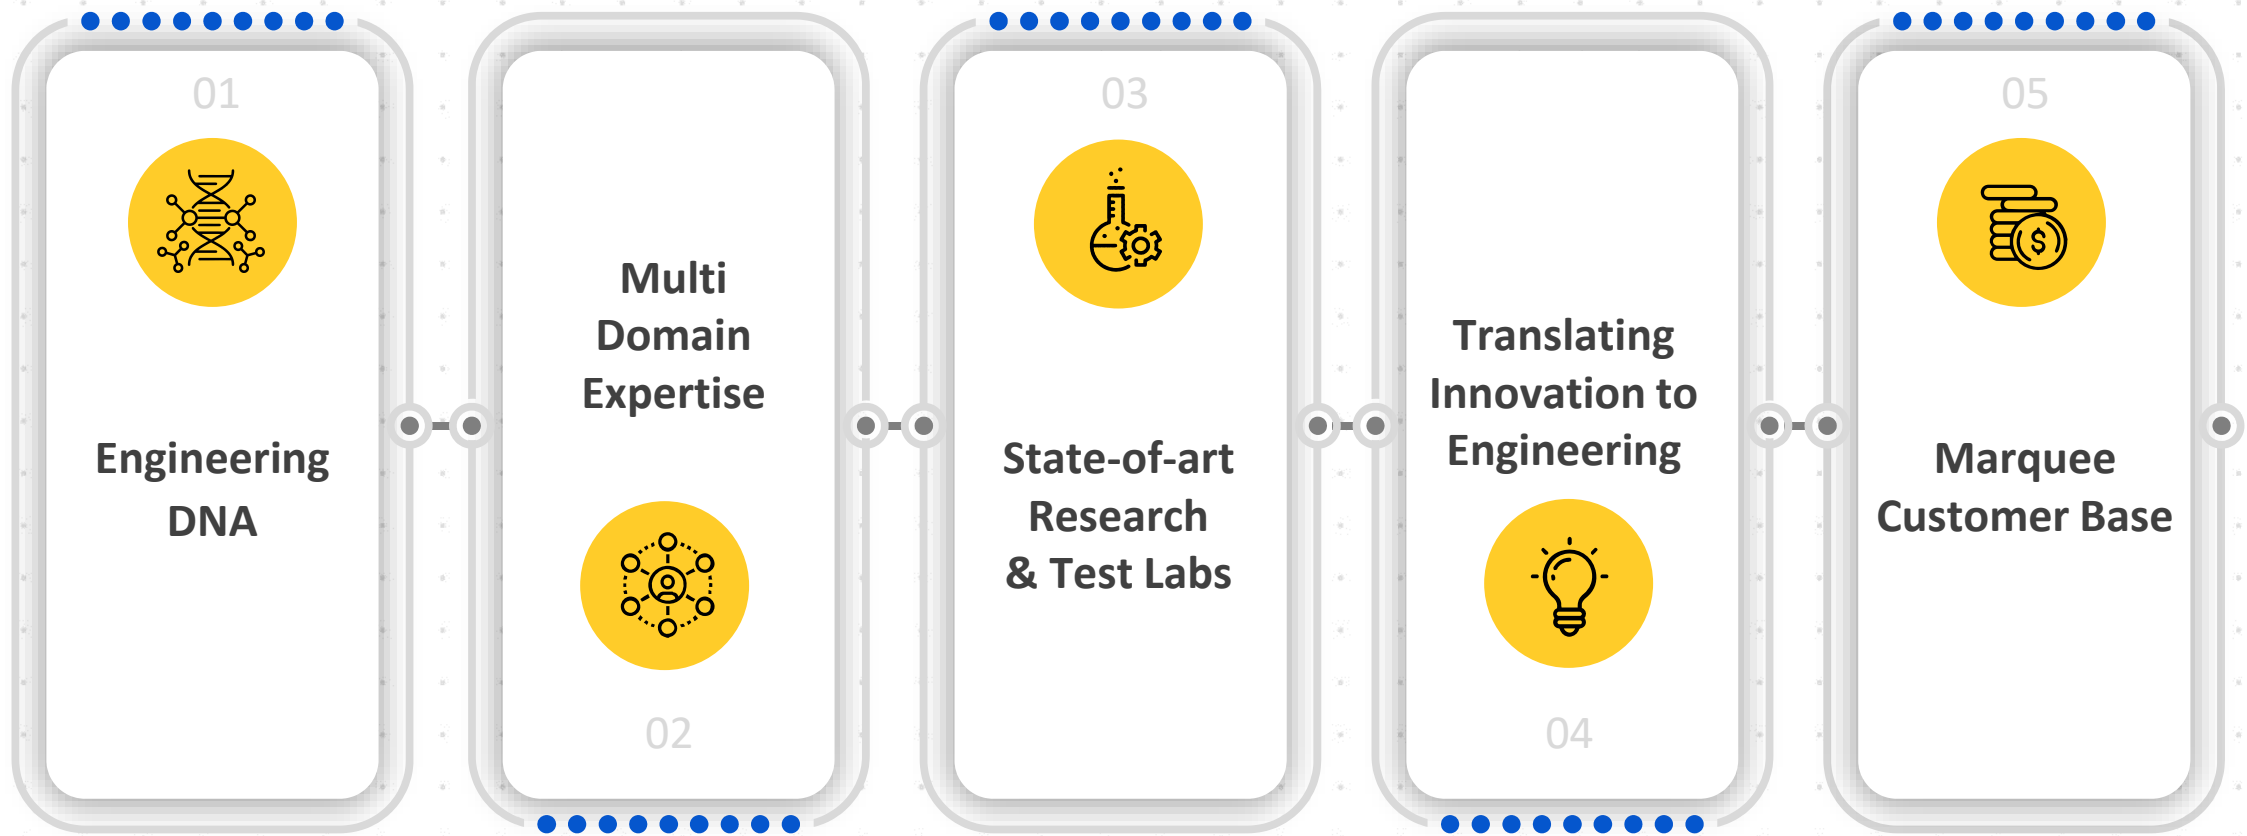 01
Engineering
DNA
Multi
Domain
Expertise
02
03
State-of-art
Research
& Test Labs
Translating
Innovation to
Engineering
04
05
$
Marquee
Customer Base